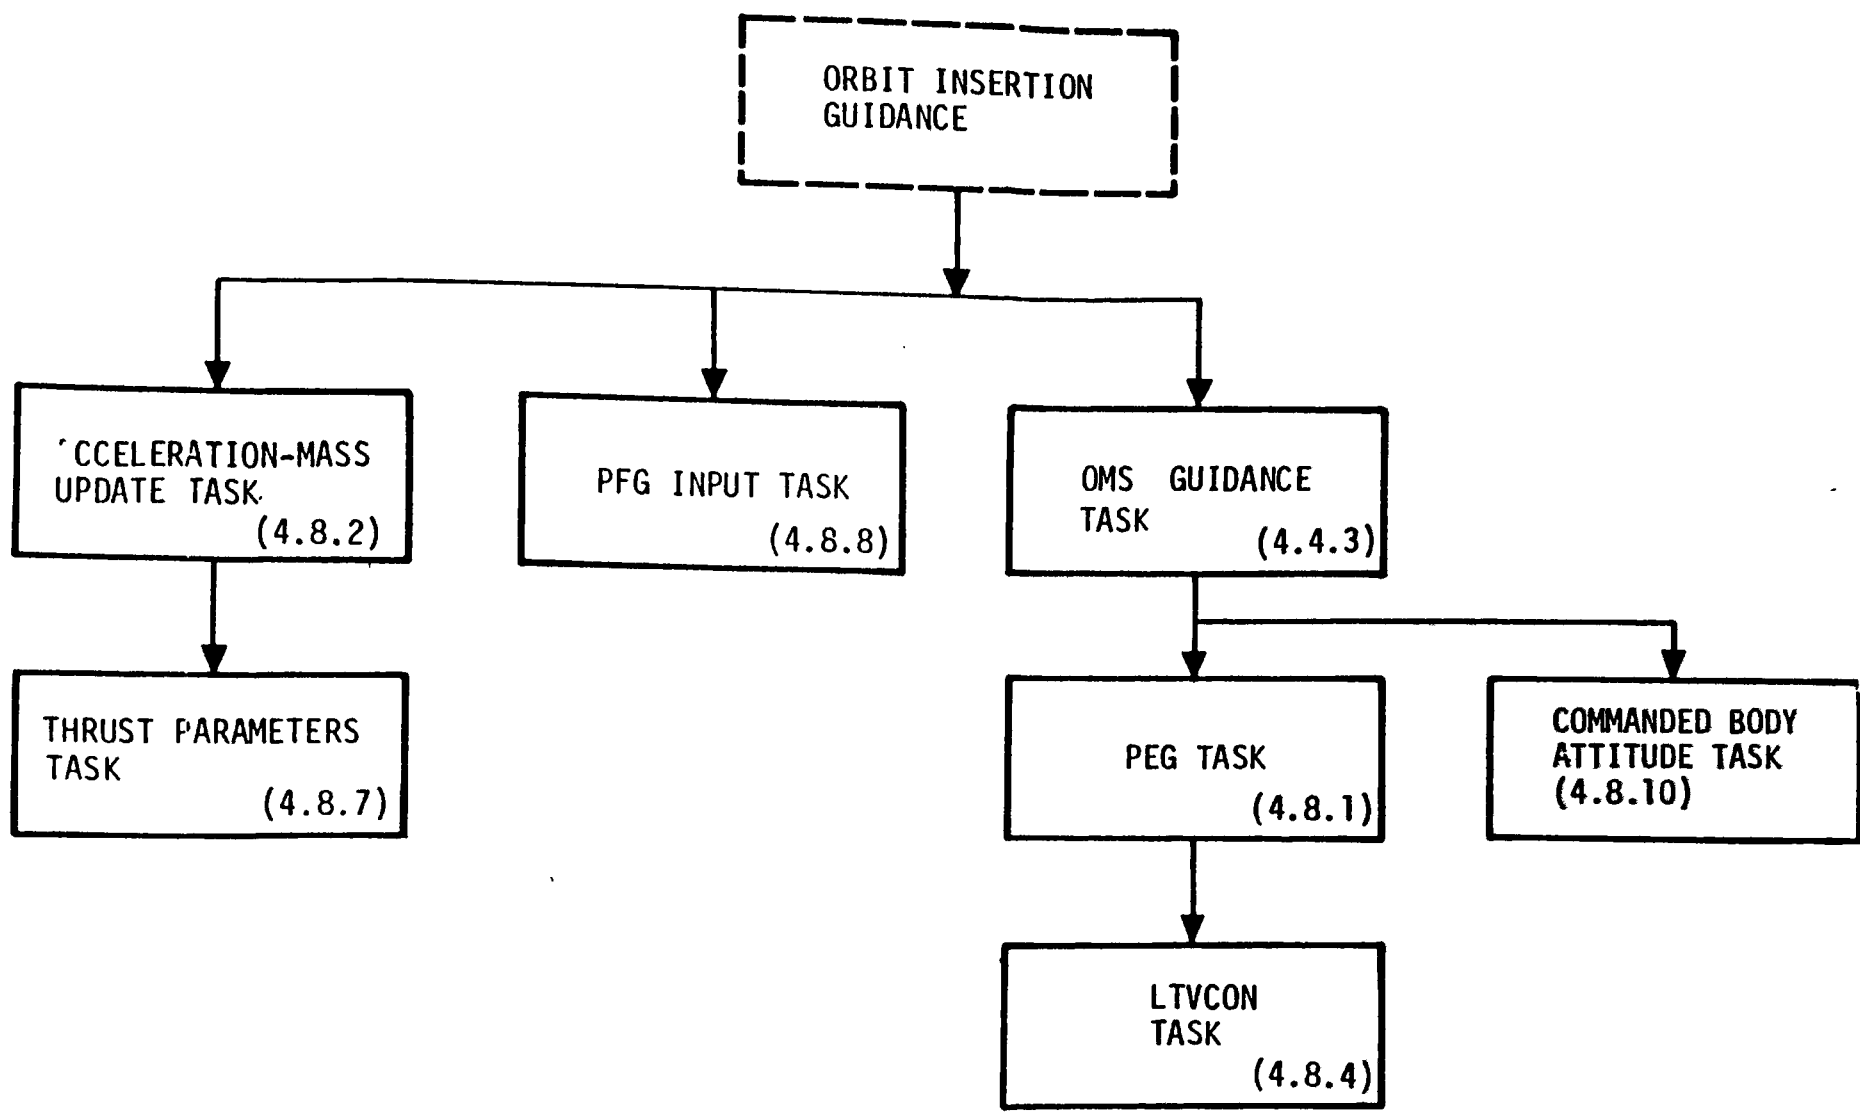 ORBIT INSERTION
GUIDANCE
'CCELERATION-MASS
UPDATE TASK
(4.8.2)
PFG INPUT TASK
(4.8.8)
OMS GUIDANCE
TASK
(4.4.3)
THRUST PARAMETERS
TASK
(4.8.7)
PEG TASK
(4.8.1)
COMMANDED BODY
ATTITUDE TASK
(4.8.10)
LTVCON
TASK
(4.8.4)